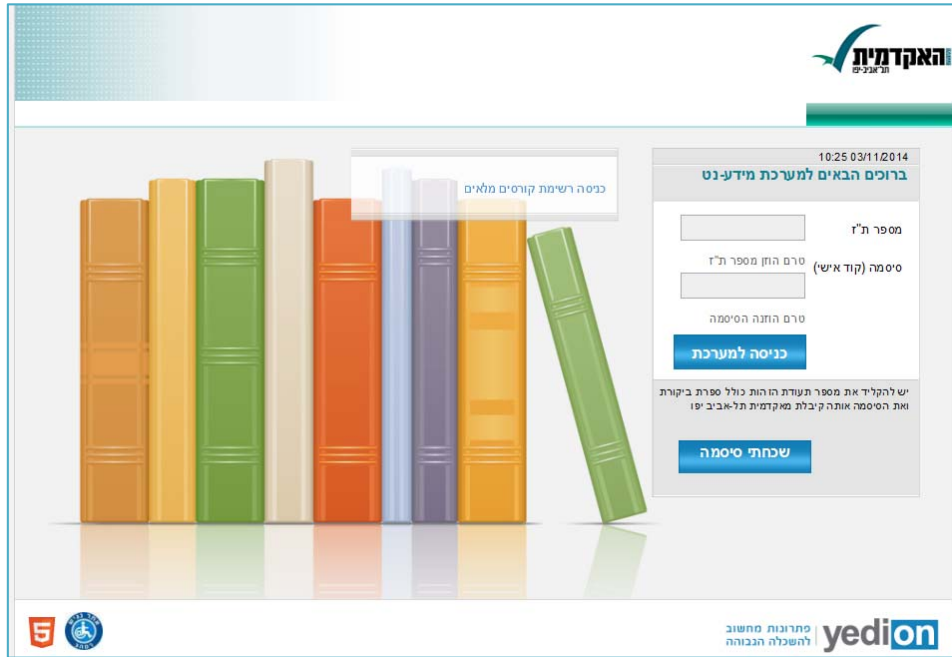 האקדמית
תל־אביב-יפו
10:25 03/11/2014
ברוכים הבאים למערכת מידע-נט
כניסה רשימת קורסים מלאים
מספר ת"ז
טרם הוזן מספר ת"ז
סיסמה (קוד אישי)
טרם הוזנה הסיסמה
כניסה למערכת
יש להקליד את מספר תעודת הזהות כולל ספרת ביקורת
ואת הסיסמה אותה קיבלת מאקדמית תל-אביב יפו
שכחתי סיסמה
yedion
פתרונות מחשוב
להשכלה הגבוהה
אתר נגיש